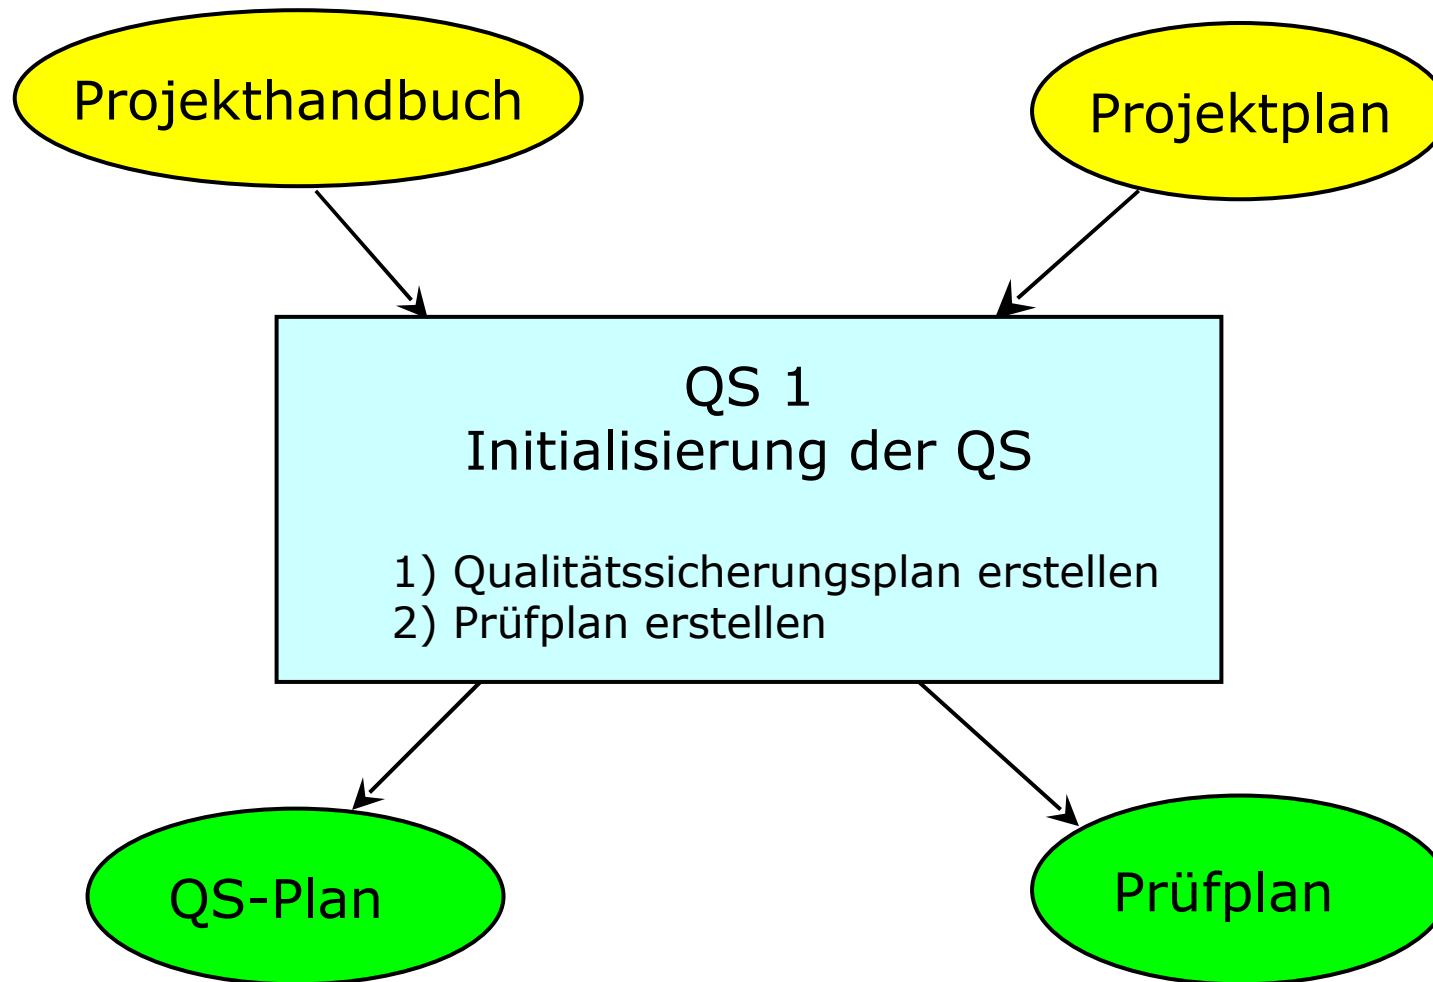 Projekthandbuch
Projektplan
QS 1
Initialisierung der QS
1) Qualitätssicherungsplan erstellen
2) Prüfplan erstellen
QS-Plan
Prüfplan